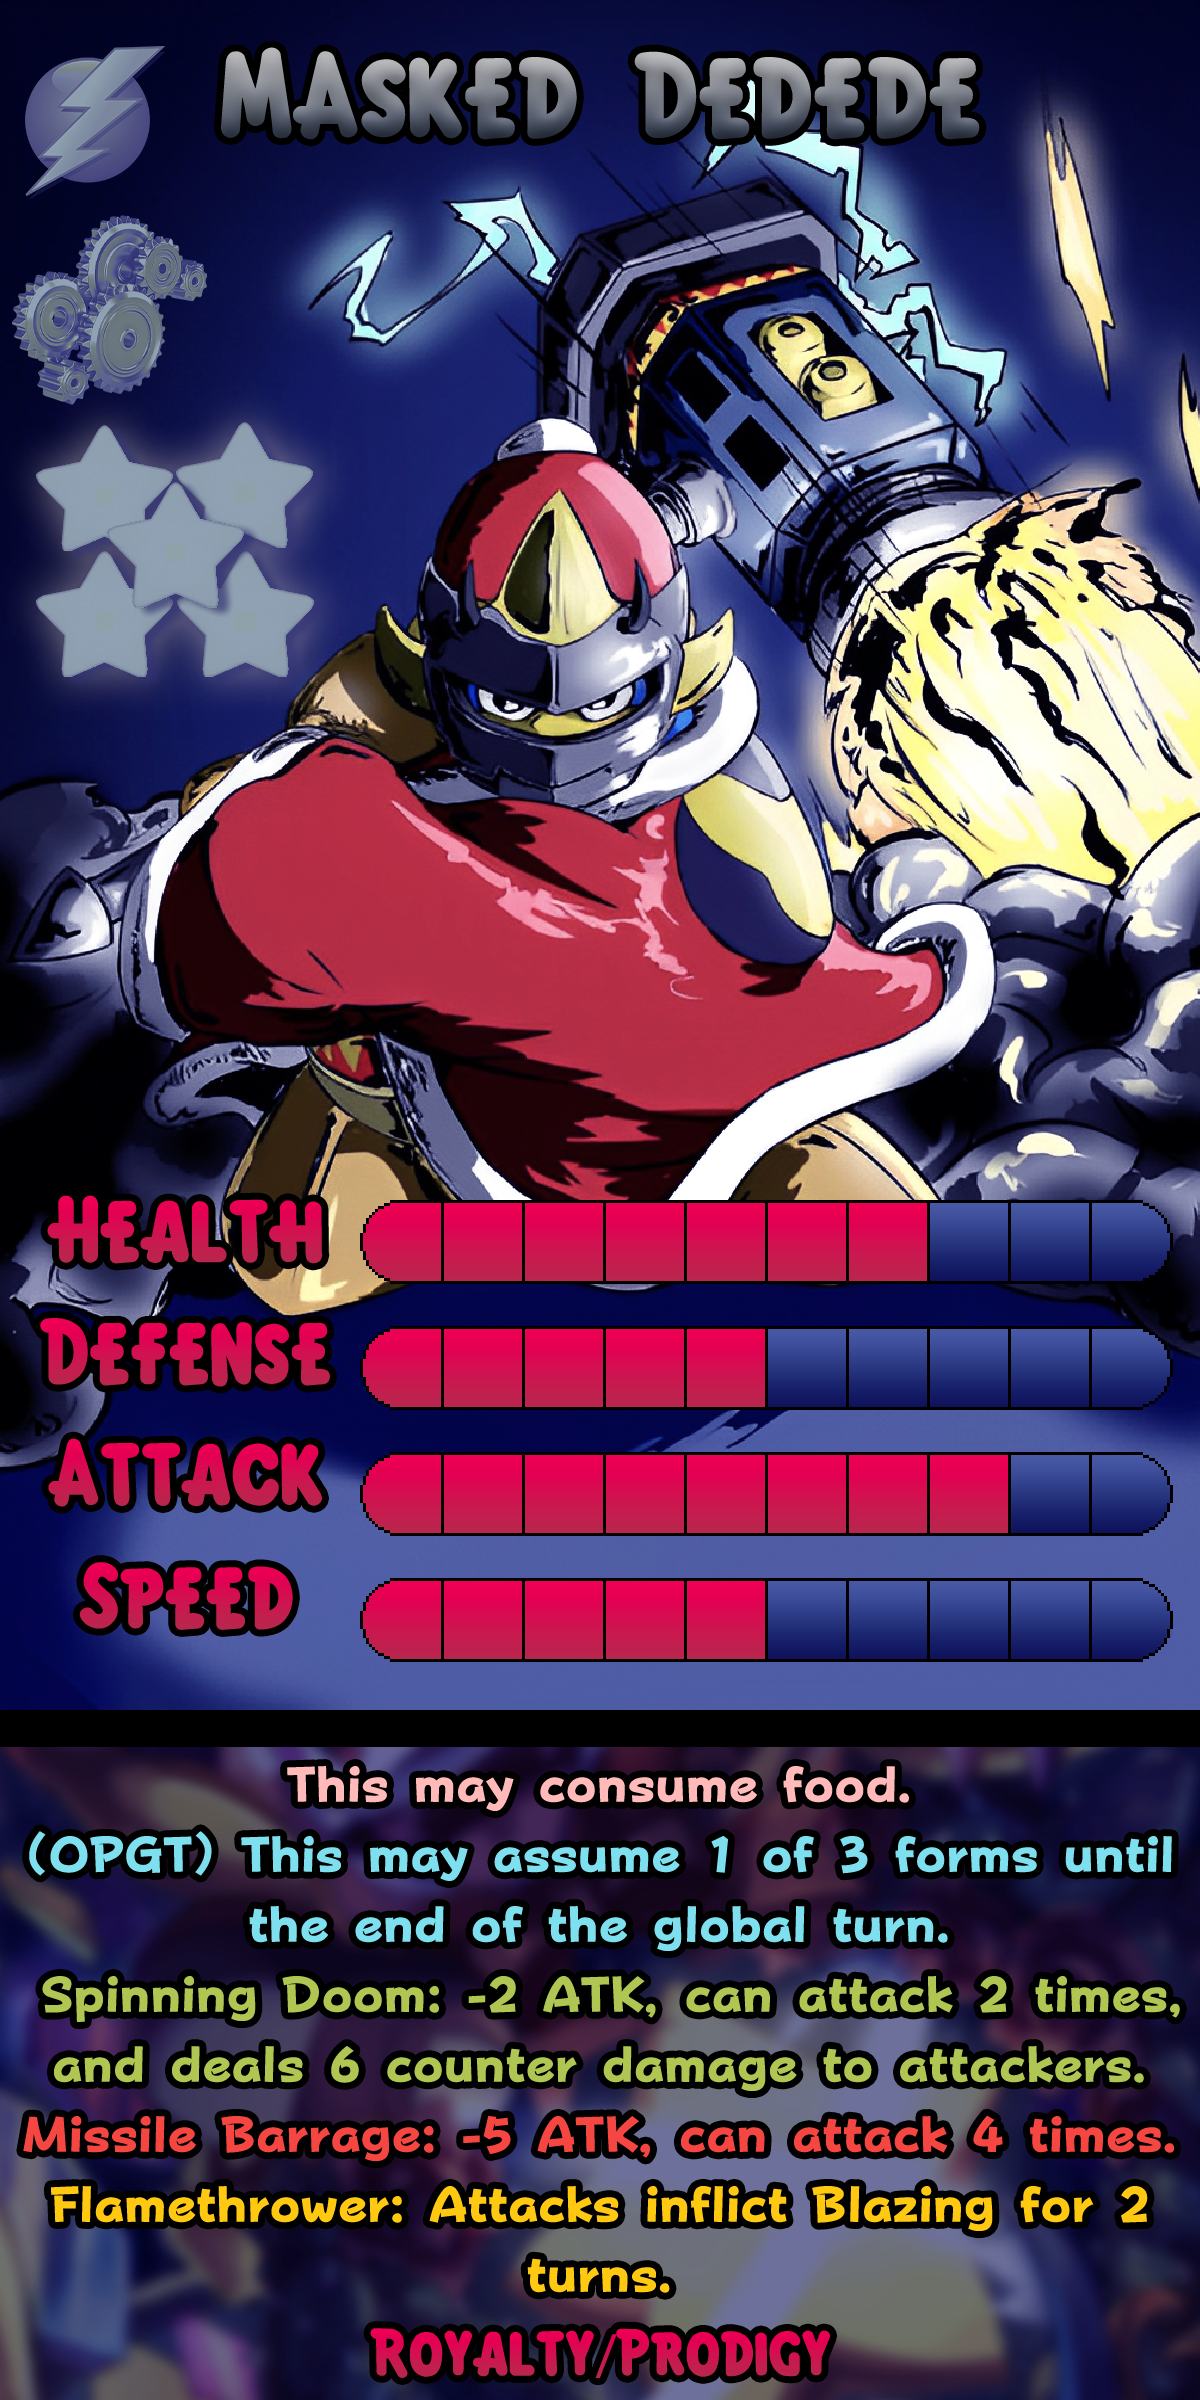 Masked Dedede
Health
Defense
Attack
Speed
This may consume food.
(OPGT) This may assume 1 of 3 forms until
the end of the global turn.
Spinning Doom: -2 ATK, can attack 2 times,
and deals 6 counter damage to attackers.
Missile Barrage: -5 ATK, can attack 4 times.
Flamethrower: Attacks inflict Blazing for 2
turns.
Royalty/Prodigy